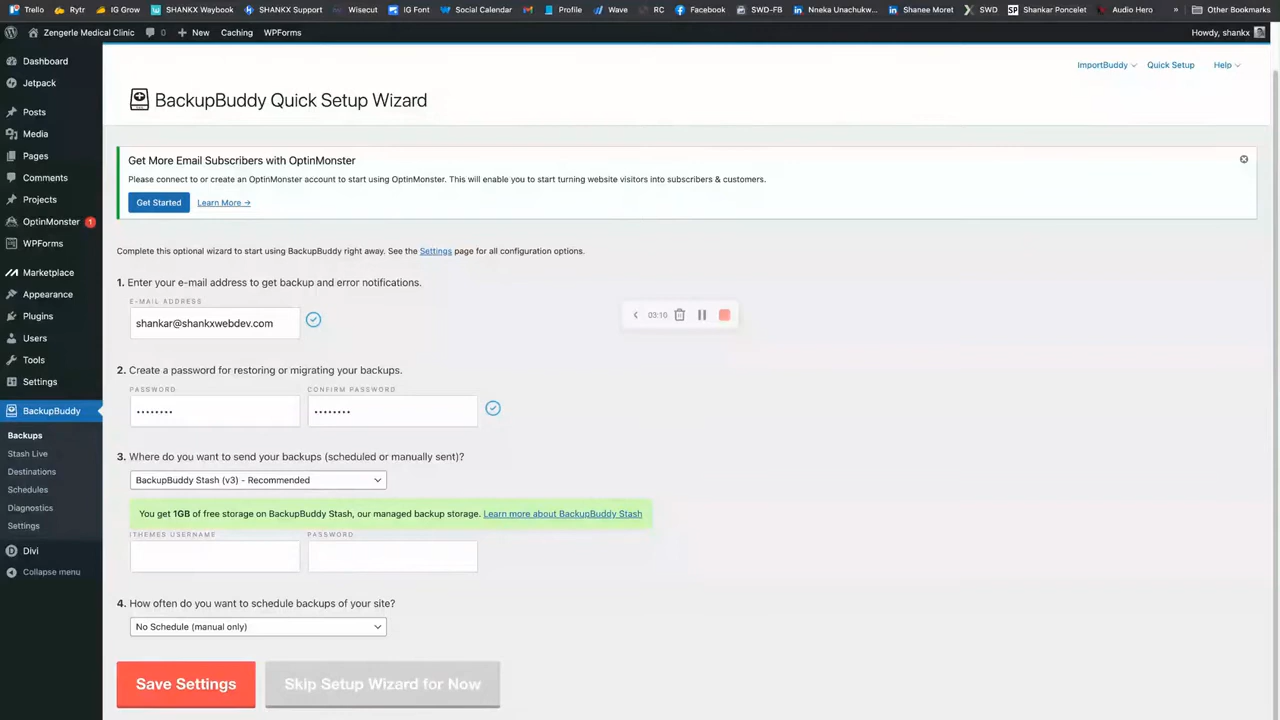 Trello Rytr IG Grow SHANKX Waybook SHANKX Support Wisecut IG Font Social Calendar Profile Wave RC Facebook SWD-FB Nneka Unachukw... Shanee Moret SWD Shankar Poncelet Audio Hero » Other Bookmarks
Zengerle Medical Clinic 0 New Caching WPForms Howdy, shankx
Dashboard
Jetpack
Posts
Media
Pages
Comments
Projects
OptinMonster 1
WPForms
Marketplace
Appearance
Plugins
Users
Tools
Settings
BackupBuddy
Backups
Stash Live
Destinations
Schedules
Diagnostics
Settings
Divi
Collapse menu
ImportBuddy Quick Setup Help
BackupBuddy Quick Setup Wizard
Get More Email Subscribers with OptinMonster
Please connect to or create an OptinMonster account to start using OptinMonster. This will enable you to start turning website visitors into subscribers & customers.
Get Started Learn More →
Complete this optional wizard to start using BackupBuddy right away. See the Settings page for all configuration options.
1. Enter your e-mail address to get backup and error notifications.
E-MAIL ADDRESS
shankar@shankxwebdev.com
03:10
2. Create a password for restoring or migrating your backups.
PASSWORD CONFIRM PASSWORD
•••••••• ••••••••
3. Where do you want to send your backups (scheduled or manually sent)?
BackupBuddy Stash (v3) - Recommended
You get 1GB of free storage on BackupBuddy Stash, our managed backup storage. Learn more about BackupBuddy Stash
ITHEMES USERNAME PASSWORD
4. How often do you want to schedule backups of your site?
No Schedule (manual only)
Save Settings Skip Setup Wizard for Now